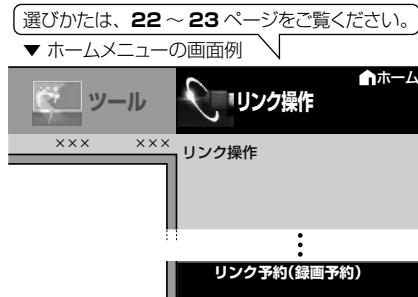 選びかたは、22～23ページをご覧ください。
▼ ホームメニューの画面例
ホーム
ツール
リンク操作
××× ×××
リンク操作
リンク予約(録画予約)